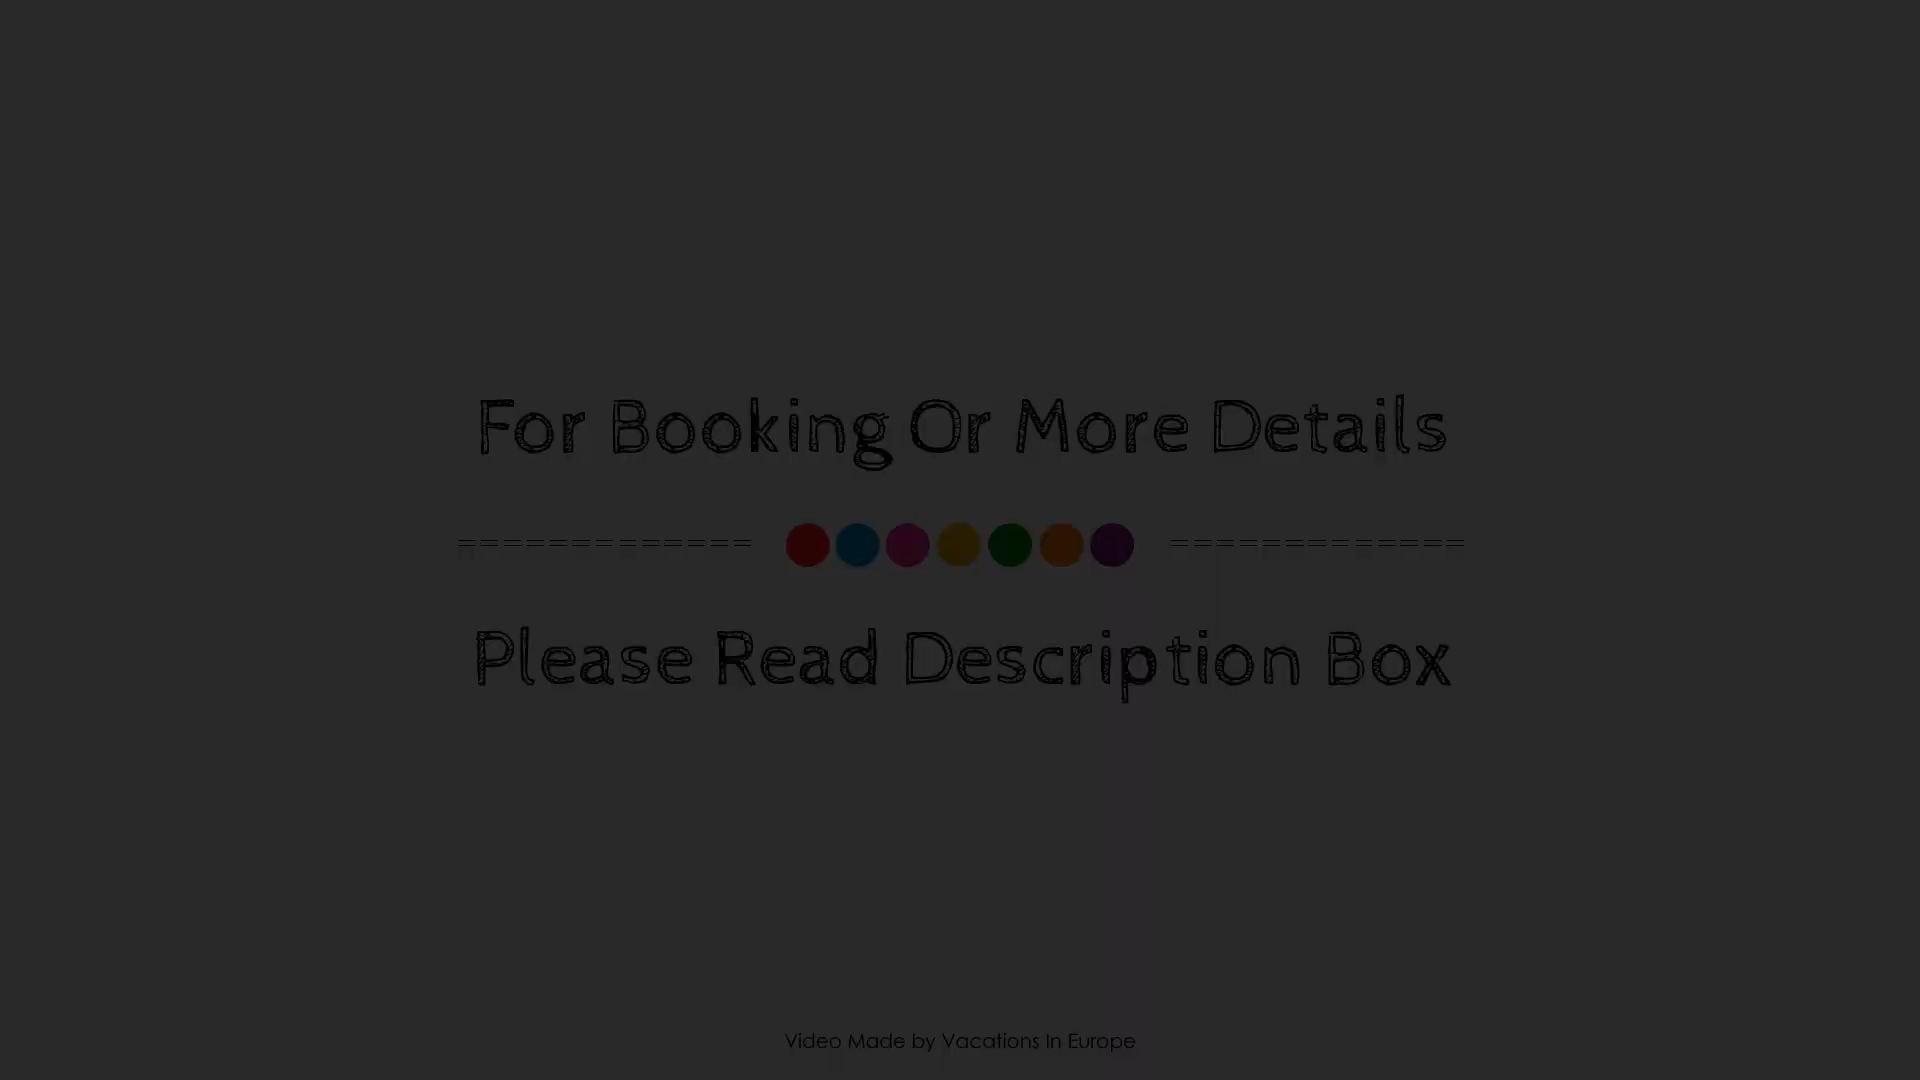 For Booking Or More Details
============= =============
Please Read Description Box
Video Made by Vacations In Europe